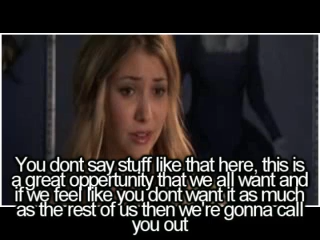 You dont say stuff like that here, this is
a great oppertunity that we all want and
if we feel like you dont want it as much
as the rest of us then we're gonna call
you out